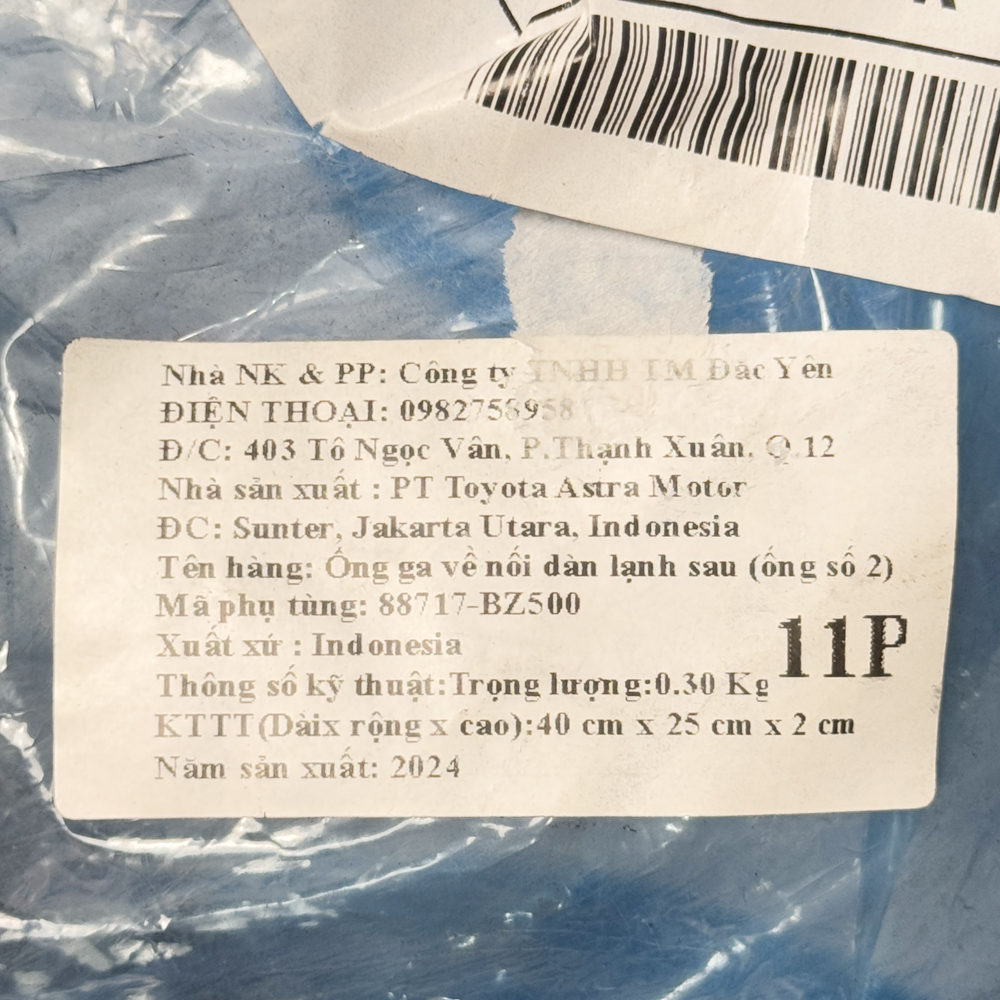 Nhà NK & PP: Công ty TNHH TM Đăc Yên
ĐIỆN THOẠI: 0982758958
Đ/C: 403 Tô Ngọc Vân, P.Thạnh Xuân, Q.12
Nhà sản xuất : PT Toyota Astra Motor
ĐC: Sunter, Jakarta Utara, Indonesia
Tên hàng: Ống ga về nối dàn lạnh sau (ống số 2)
Mã phụ tùng: 88717-BZ500
Xuất xứ : Indonesia
11P
Thông số kỹ thuật:Trọng lượng:0.30 Kg
KTTT(Dàix rộng x cao):40 cm x 25 cm x 2 cm
Năm sản xuất: 2024